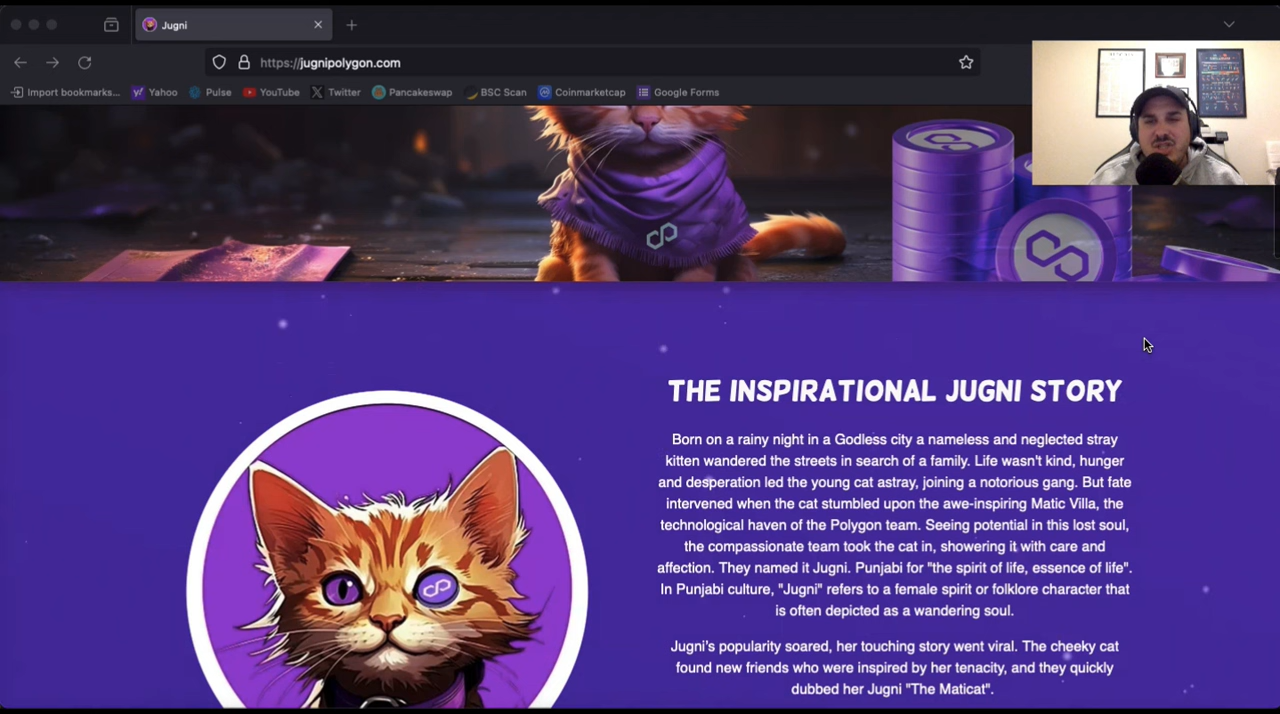 Jugni
https://jugnipolygon.com
Import bookmarks... Yahoo Pulse YouTube Twitter Pancakeswap BSC Scan Coinmarketcap Google Forms
THE INSPIRATIONAL JUGNI STORY
Born on a rainy night in a Godless city a nameless and neglected stray
kitten wandered the streets in search of a family. Life wasn't kind, hunger
and desperation led the young cat astray, joining a notorious gang. But fate
intervened when the cat stumbled upon the awe-inspiring Matic Villa, the
technological haven of the Polygon team. Seeing potential in this lost soul,
the compassionate team took the cat in, showering it with care and
affection. They named it Jugni. Punjabi for "the spirit of life, essence of life".
In Punjabi culture, "Jugni" refers to a female spirit or folklore character that
is often depicted as a wandering soul.
Jugni's popularity soared, her touching story went viral. The cheeky cat
found new friends who were inspired by her tenacity, and they quickly
dubbed her Jugni "The Maticat".